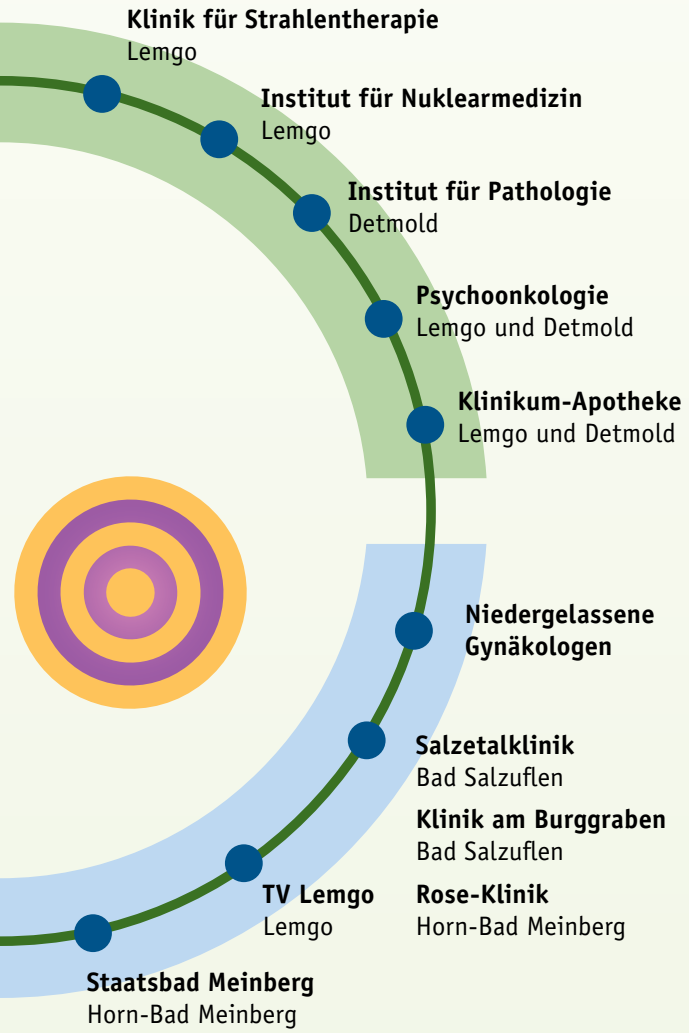 Klinik für Strahlentherapie
Lemgo
Institut für Nuklearmedizin
Lemgo
Institut für Pathologie
Detmold
Psychoonkologie
Lemgo und Detmold
Klinikum-Apotheke
Lemgo und Detmold
Niedergelassene
Gynäkologen
Salzetalklinik
Bad Salzuflen
Klinik am Burggraben
Bad Salzuflen
Rose-Klinik
Horn-Bad Meinberg
TV Lemgo
Lemgo
Staatsbad Meinberg
Horn-Bad Meinberg